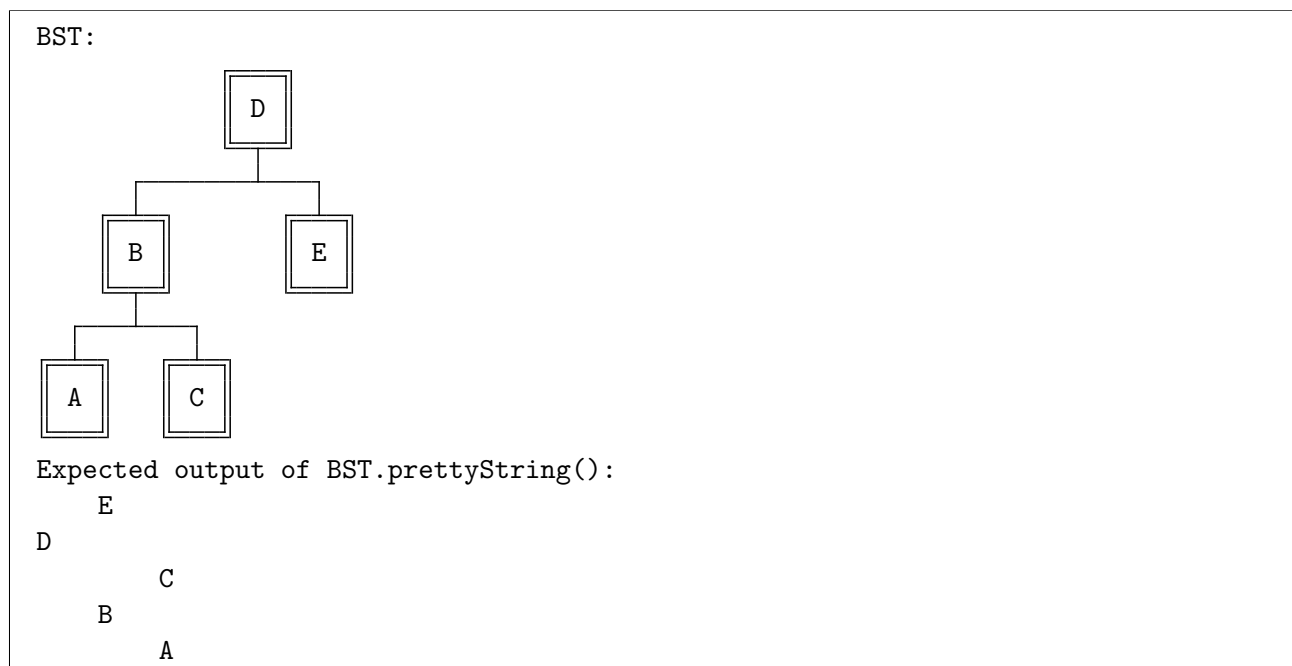 BST:
D
B E
A C
Expected output of BST.prettyString():
    E
D
        C
    B
        A